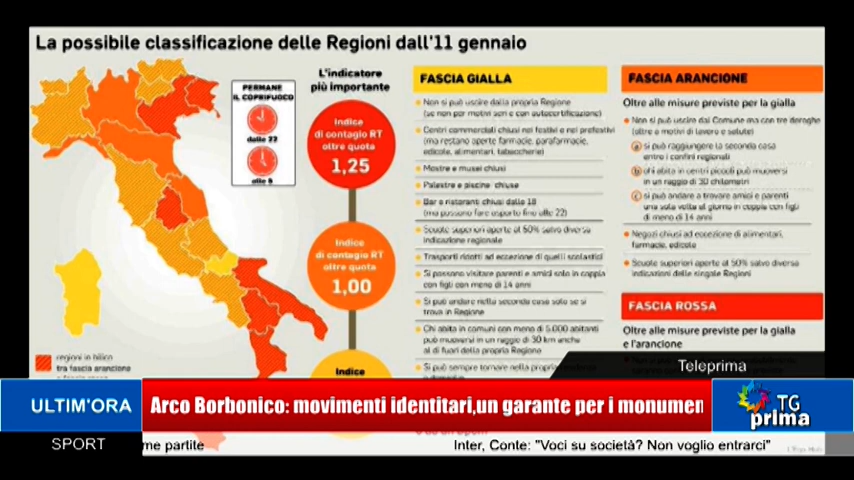 La possibile classificazione delle Regioni dall'11 gennaio
PERMANE
IL COPRIFUOCO
dalle 22
alle 5
L'indicatore
più importante
Indice
di contagio RT
oltre quota
1,25
Indice
di contagio RT
oltre quota
1,00
Indice
regioni in bilico
tra fascia arancione
FASCIA GIALLA
Non si può uscire dalla propria Regione
(se non per motivi seri e con autocertificazione)
Centri commerciali chiusi nei festivi e nei prefestivi
(ma restano aperte farmacie, parafarmacie,
edicole, alimentari, tabaccherie)
Mostre e musei chiusi
Palestre e piscine chiuse
Bar e ristoranti chiusi dalle 18
(ma possono fare asporto fino alle 22)
Scuole superiori aperte al 50% salvo diversa
indicazione regionale
Trasporti ridotti ad eccezione di quelli scolastici
Si possono visitare parenti e amici solo in coppia
con figli con meno di 14 anni
Si può andare nella seconda casa solo se si
trova in Regione
Chi abita in comuni con meno di 5.000 abitanti
può muoversi in un raggio di 30 km anche
al di fuori della propria Regione
Si può sempre tornare nella propria
FASCIA ARANCIONE
Oltre alle misure previste per la gialla
Non si può uscire dal Comune ma con tre deroghe
(oltre a motivi di lavoro e salute)
a si può raggiungere la seconda casa
entro i confini regionali
b chi abita in centri piccoli può muoversi
in un raggio di 30 chilometri
c si può andare a trovare amici e parenti
una sola volta al giorno in coppia con figli
di meno di 14 anni
Negozi chiusi ad eccezione di alimentari,
farmacie, edicole
Scuole superiori aperte al 50% salvo diversa
indicazioni delle singole Regioni
FASCIA ROSSA
Oltre alle misure previste per la gialla
e l'arancione
Teleprima
ULTIM'ORA
Arco Borbonico: movimenti identitari,un garante per i monumen
TG
prima
SPORT
me partite
Inter, Conte: "Voci su società? Non voglio entrarci"